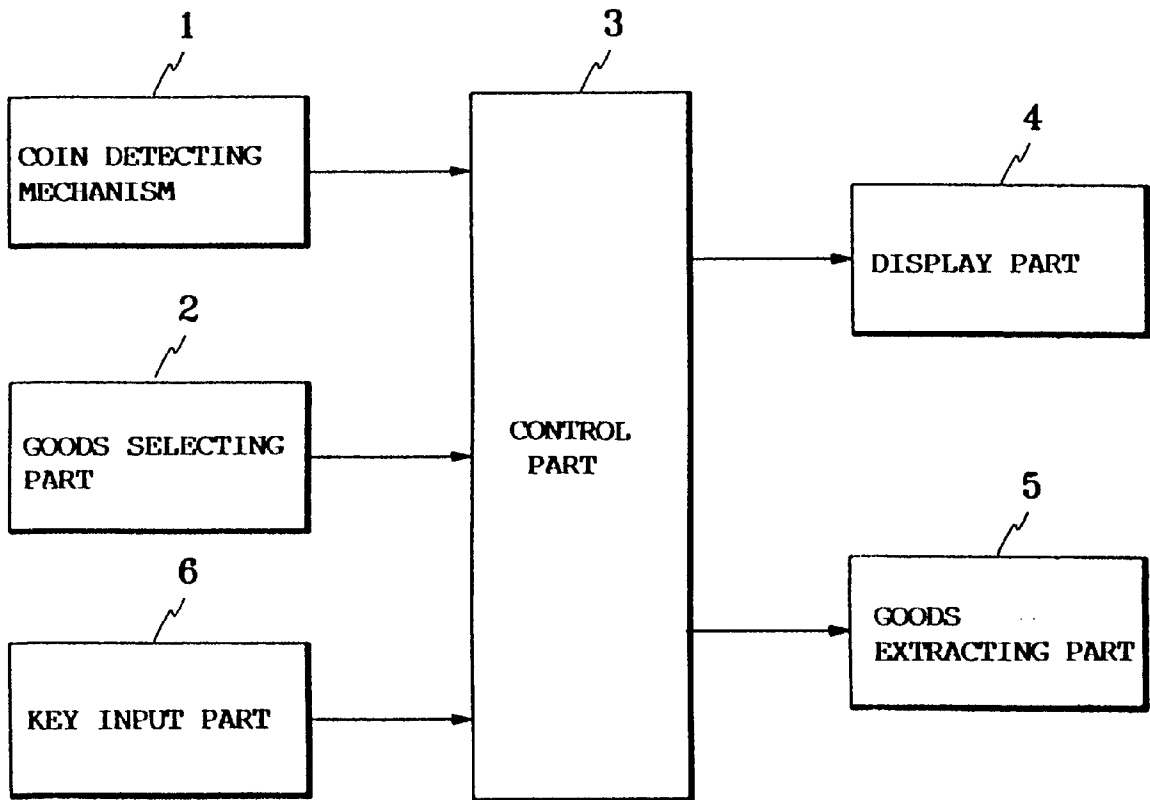 1
COIN DETECTING
MECHANISM
2
GOODS SELECTING
PART
6
KEY INPUT PART
3
CONTROL
PART
4
DISPLAY PART
5
GOODS
EXTRACTING PART